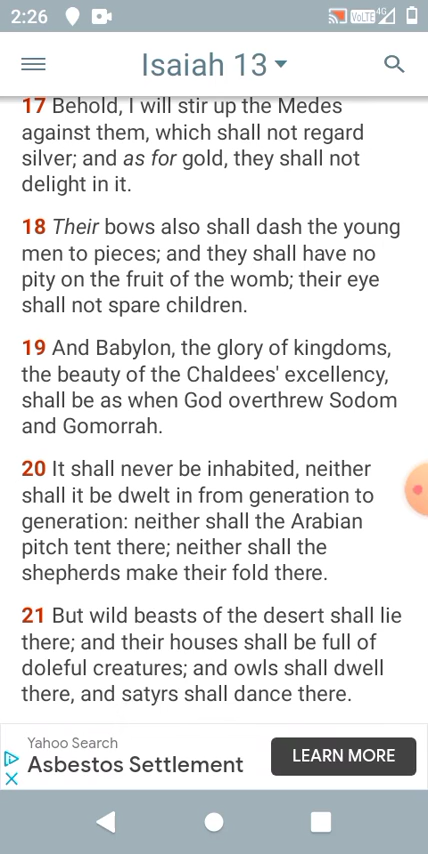 2:26
VoLTE 4G
Isaiah 13
17 Behold, I will stir up the Medes
against them, which shall not regard
silver; and as for gold, they shall not
delight in it.
18 Their bows also shall dash the young
men to pieces; and they shall have no
pity on the fruit of the womb; their eye
shall not spare children.
19 And Babylon, the glory of kingdoms,
the beauty of the Chaldees' excellency,
shall be as when God overthrew Sodom
and Gomorrah.
20 It shall never be inhabited, neither
shall it be dwelt in from generation to
generation: neither shall the Arabian
pitch tent there; neither shall the
shepherds make their fold there.
21 But wild beasts of the desert shall lie
there; and their houses shall be full of
doleful creatures; and owls shall dwell
there, and satyrs shall dance there.
Yahoo Search
Asbestos Settlement
LEARN MORE